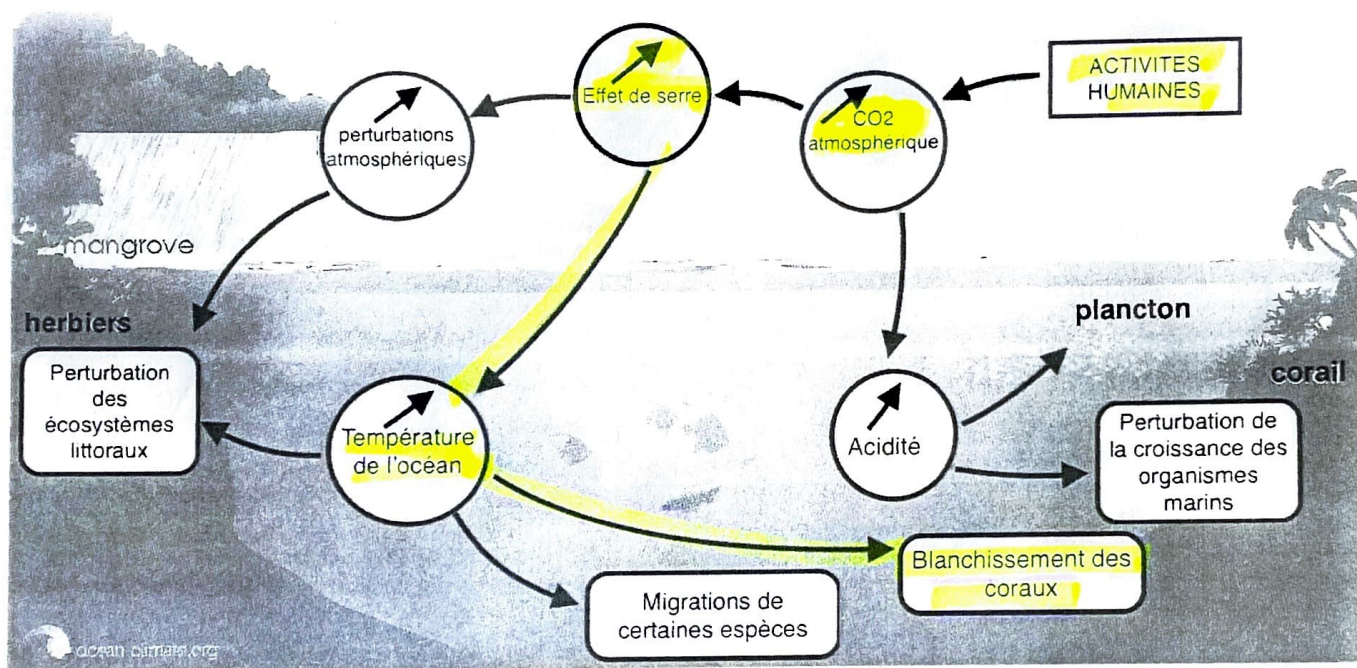 ACTIVITES
HUMAINES
CO2
atmosphérique
Effet de serre
perturbations
atmosphériques
mangrove
herbiers
Perturbation
des
écosystèmes
littoraux
Température
de l'océan
Acidité
plancton
corail
Perturbation de
la croissance des
organismes
marins
Blanchissement des
coraux
Migrations de
certaines espèces
ocean-climate.org